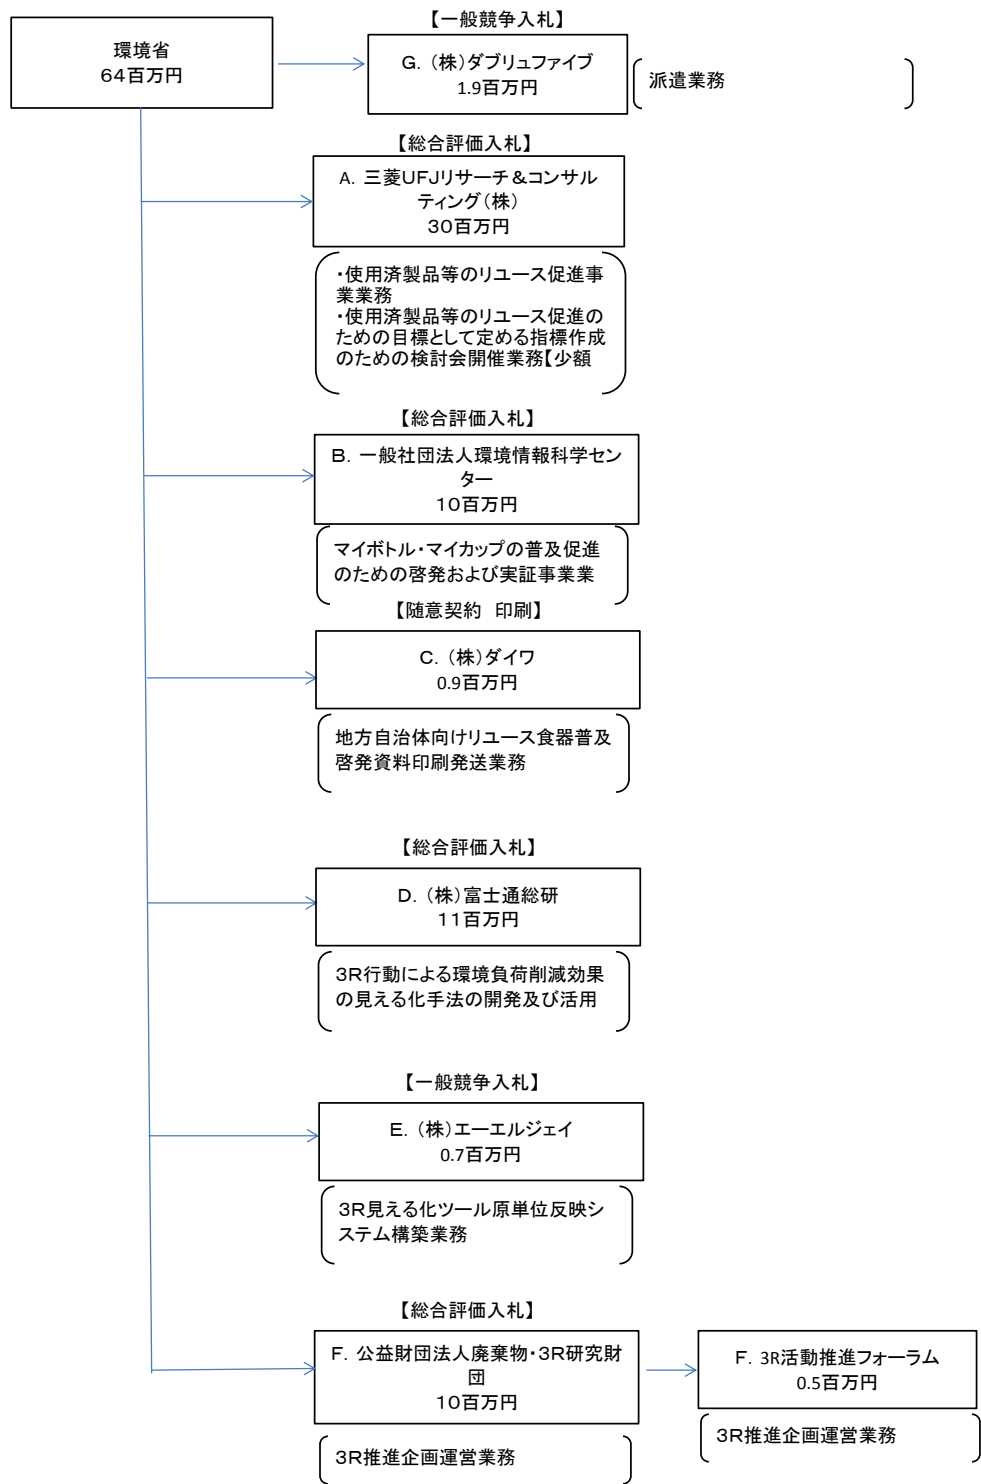 環境省
64百万円
【一般競争入札】
G. (株)ダブリュファイブ
1.9百万円
派遣業務
【総合評価入札】
A. 三菱UFJリサーチ&コンサル
ティング(株)
30百万円
・使用済製品等のリユース促進事
業業務
・使用済製品等のリユース促進の
ための目標として定める指標作成
のための検討会開催業務【少額
【総合評価入札】
B. 一般社団法人環境情報科学セン
ター
10百万円
マイボトル・マイカップの普及促進
のための啓発および実証事業業
【随意契約 印刷】
C. (株)ダイワ
0.9百万円
地方自治体向けリユース食器普及
啓発資料印刷発送業務
【総合評価入札】
D. (株)富士通総研
11百万円
3R行動による環境負荷削減効果
の見える化手法の開発及び活用
【一般競争入札】
E. (株)エーエルジェイ
0.7百万円
3R見える化ツール原単位反映シ
ステム構築業務
【総合評価入札】
F. 公益財団法人廃棄物・3R研究財
団
10百万円
3R推進企画運営業務
F. 3R活動推進フォーラム
0.5百万円
3R推進企画運営業務